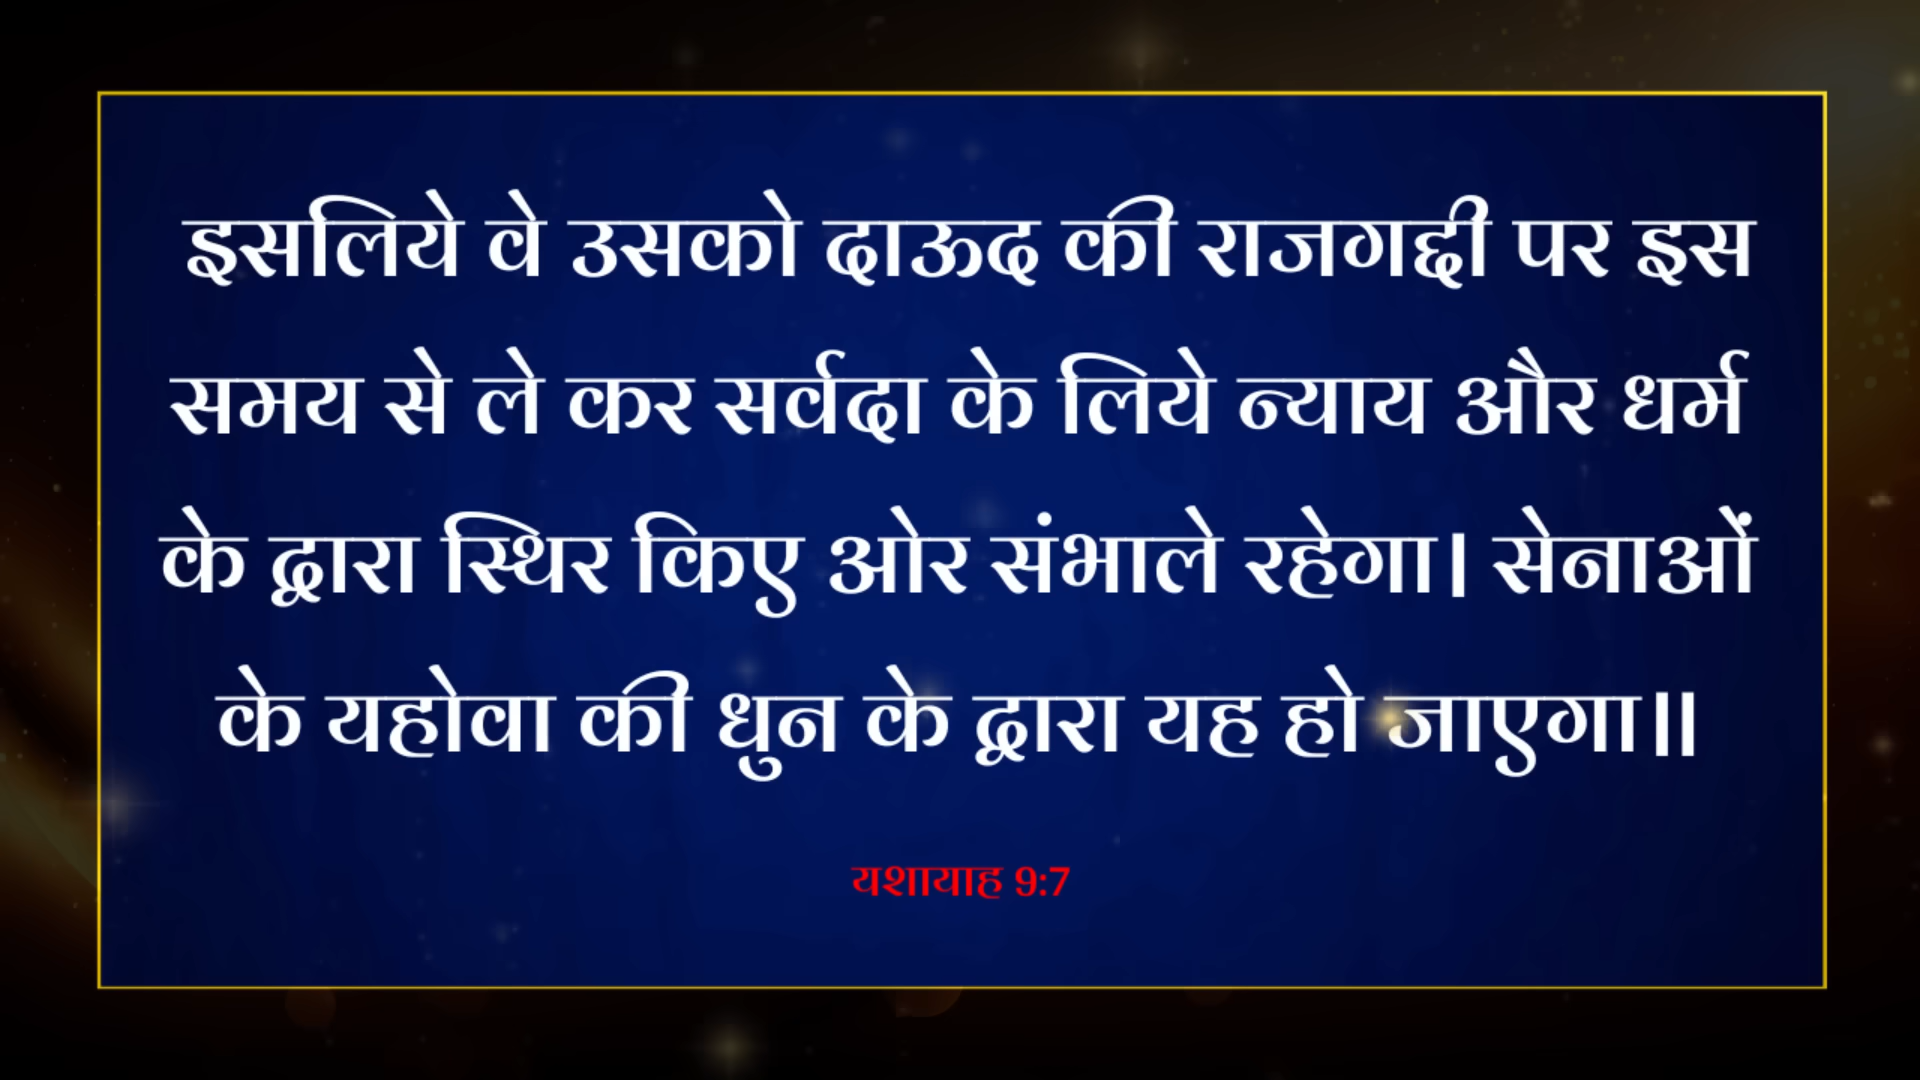 इसलिये वे उसको दाऊद की राजगद्दी पर इस
समय से ले कर सर्वदा के लिये न्याय और धर्म
के द्वारा स्थिर किए ओर संभाले रहेगा। सेनाओं
के यहोवा की धुन के द्वारा यह हो जाएगा॥
यशायाह 9:7